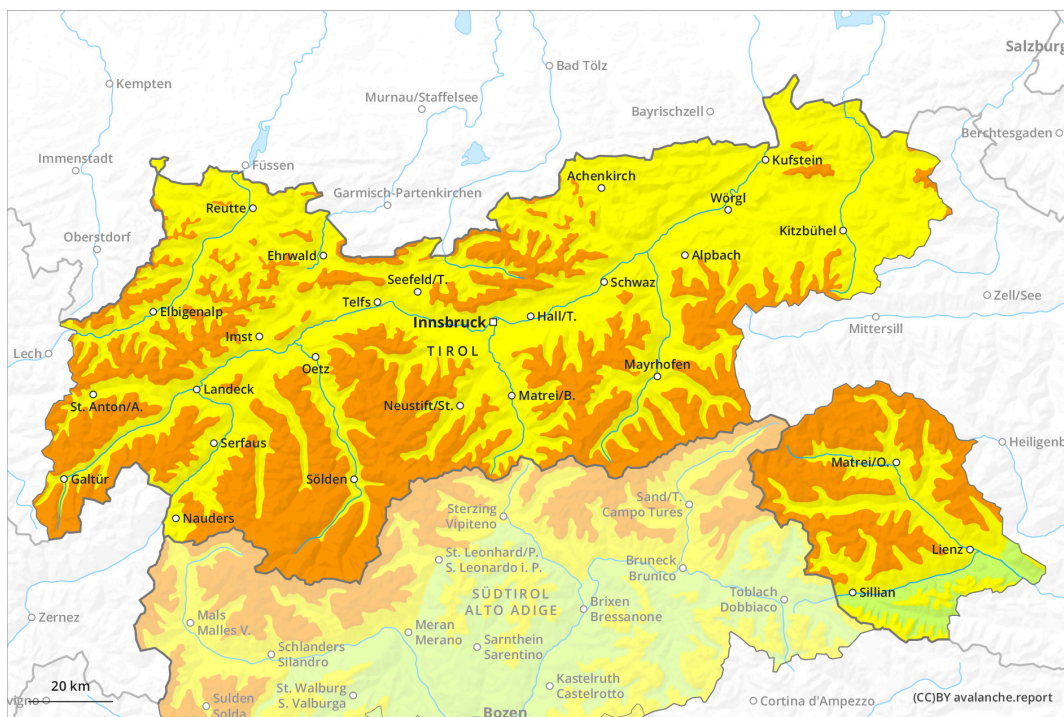 Salzburg
Kempten
Bad Tölz
Murnau/Staffelsee
Bayrischzell
Berchtesgaden
Immenstadt
Füssen
Kufstein
Garmisch-Partenkirchen
Achenkirch
Reutte
Wörgl
Oberstdorf
Kitzbühel
Ehrwald
Alpbach
Seefeld/T.
Schwaz
Zell/See
Telfs
Elbigenalp
Innsbruck
Hall/T.
Mittersill
Imst
Lech
TIROL
Oetz
Mayrhofen
Landeck
Matrei/B.
St. Anton/A.
Neustift/St.
Serfaus
Heiligenb
Matrei/O.
Galtür
Sölden
Sand/T.
Campo Tures
Sterzing
Vipiteno
Nauders
Lienz
St. Leonhard/P.
S. Leonardo i. P.
Bruneck
Brunico
SÜDTIROL
ALTO ADIGE
Toblach
Dobbiaco
Sillian
Brixen
Bressanone
Zernez
Mals
Malles V.
Meran
Merano
Sarnthein
Sarentino
Schlanders
Silandro
Kastelruth
Castelrotto
20 km
St. Walburg
S. Valburga
vigno
Sulden
Solda
Cortina d'Ampezzo
(CC)BY avalanche.report
Bozen